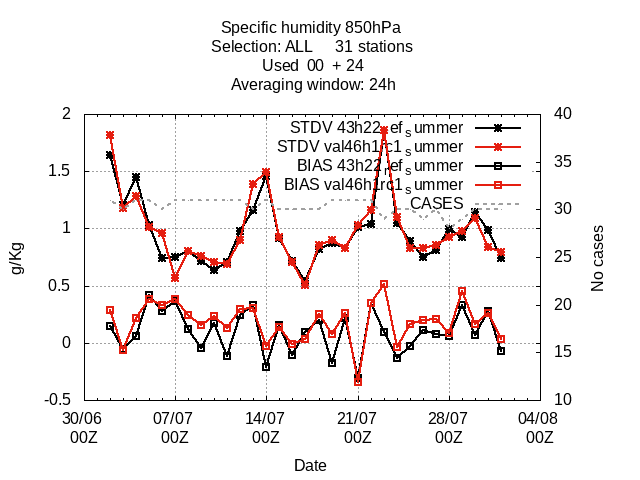 Specific humidity 850hPa
Selection: ALL     31 stations
Used  00  + 24
Averaging window: 24h
2
1.5
1
0.5
0
-0.5
g/Kg
40
35
30
25
20
15
10
No cases
STDV 43h22_ref_summer
STDV val46h1rc1_summer
BIAS 43h22_ref_summer
BIAS val46h1rc1_summer
CASES
30/06 07/07 14/07 21/07 28/07 04/08
00Z 00Z 00Z 00Z 00Z 00Z
Date